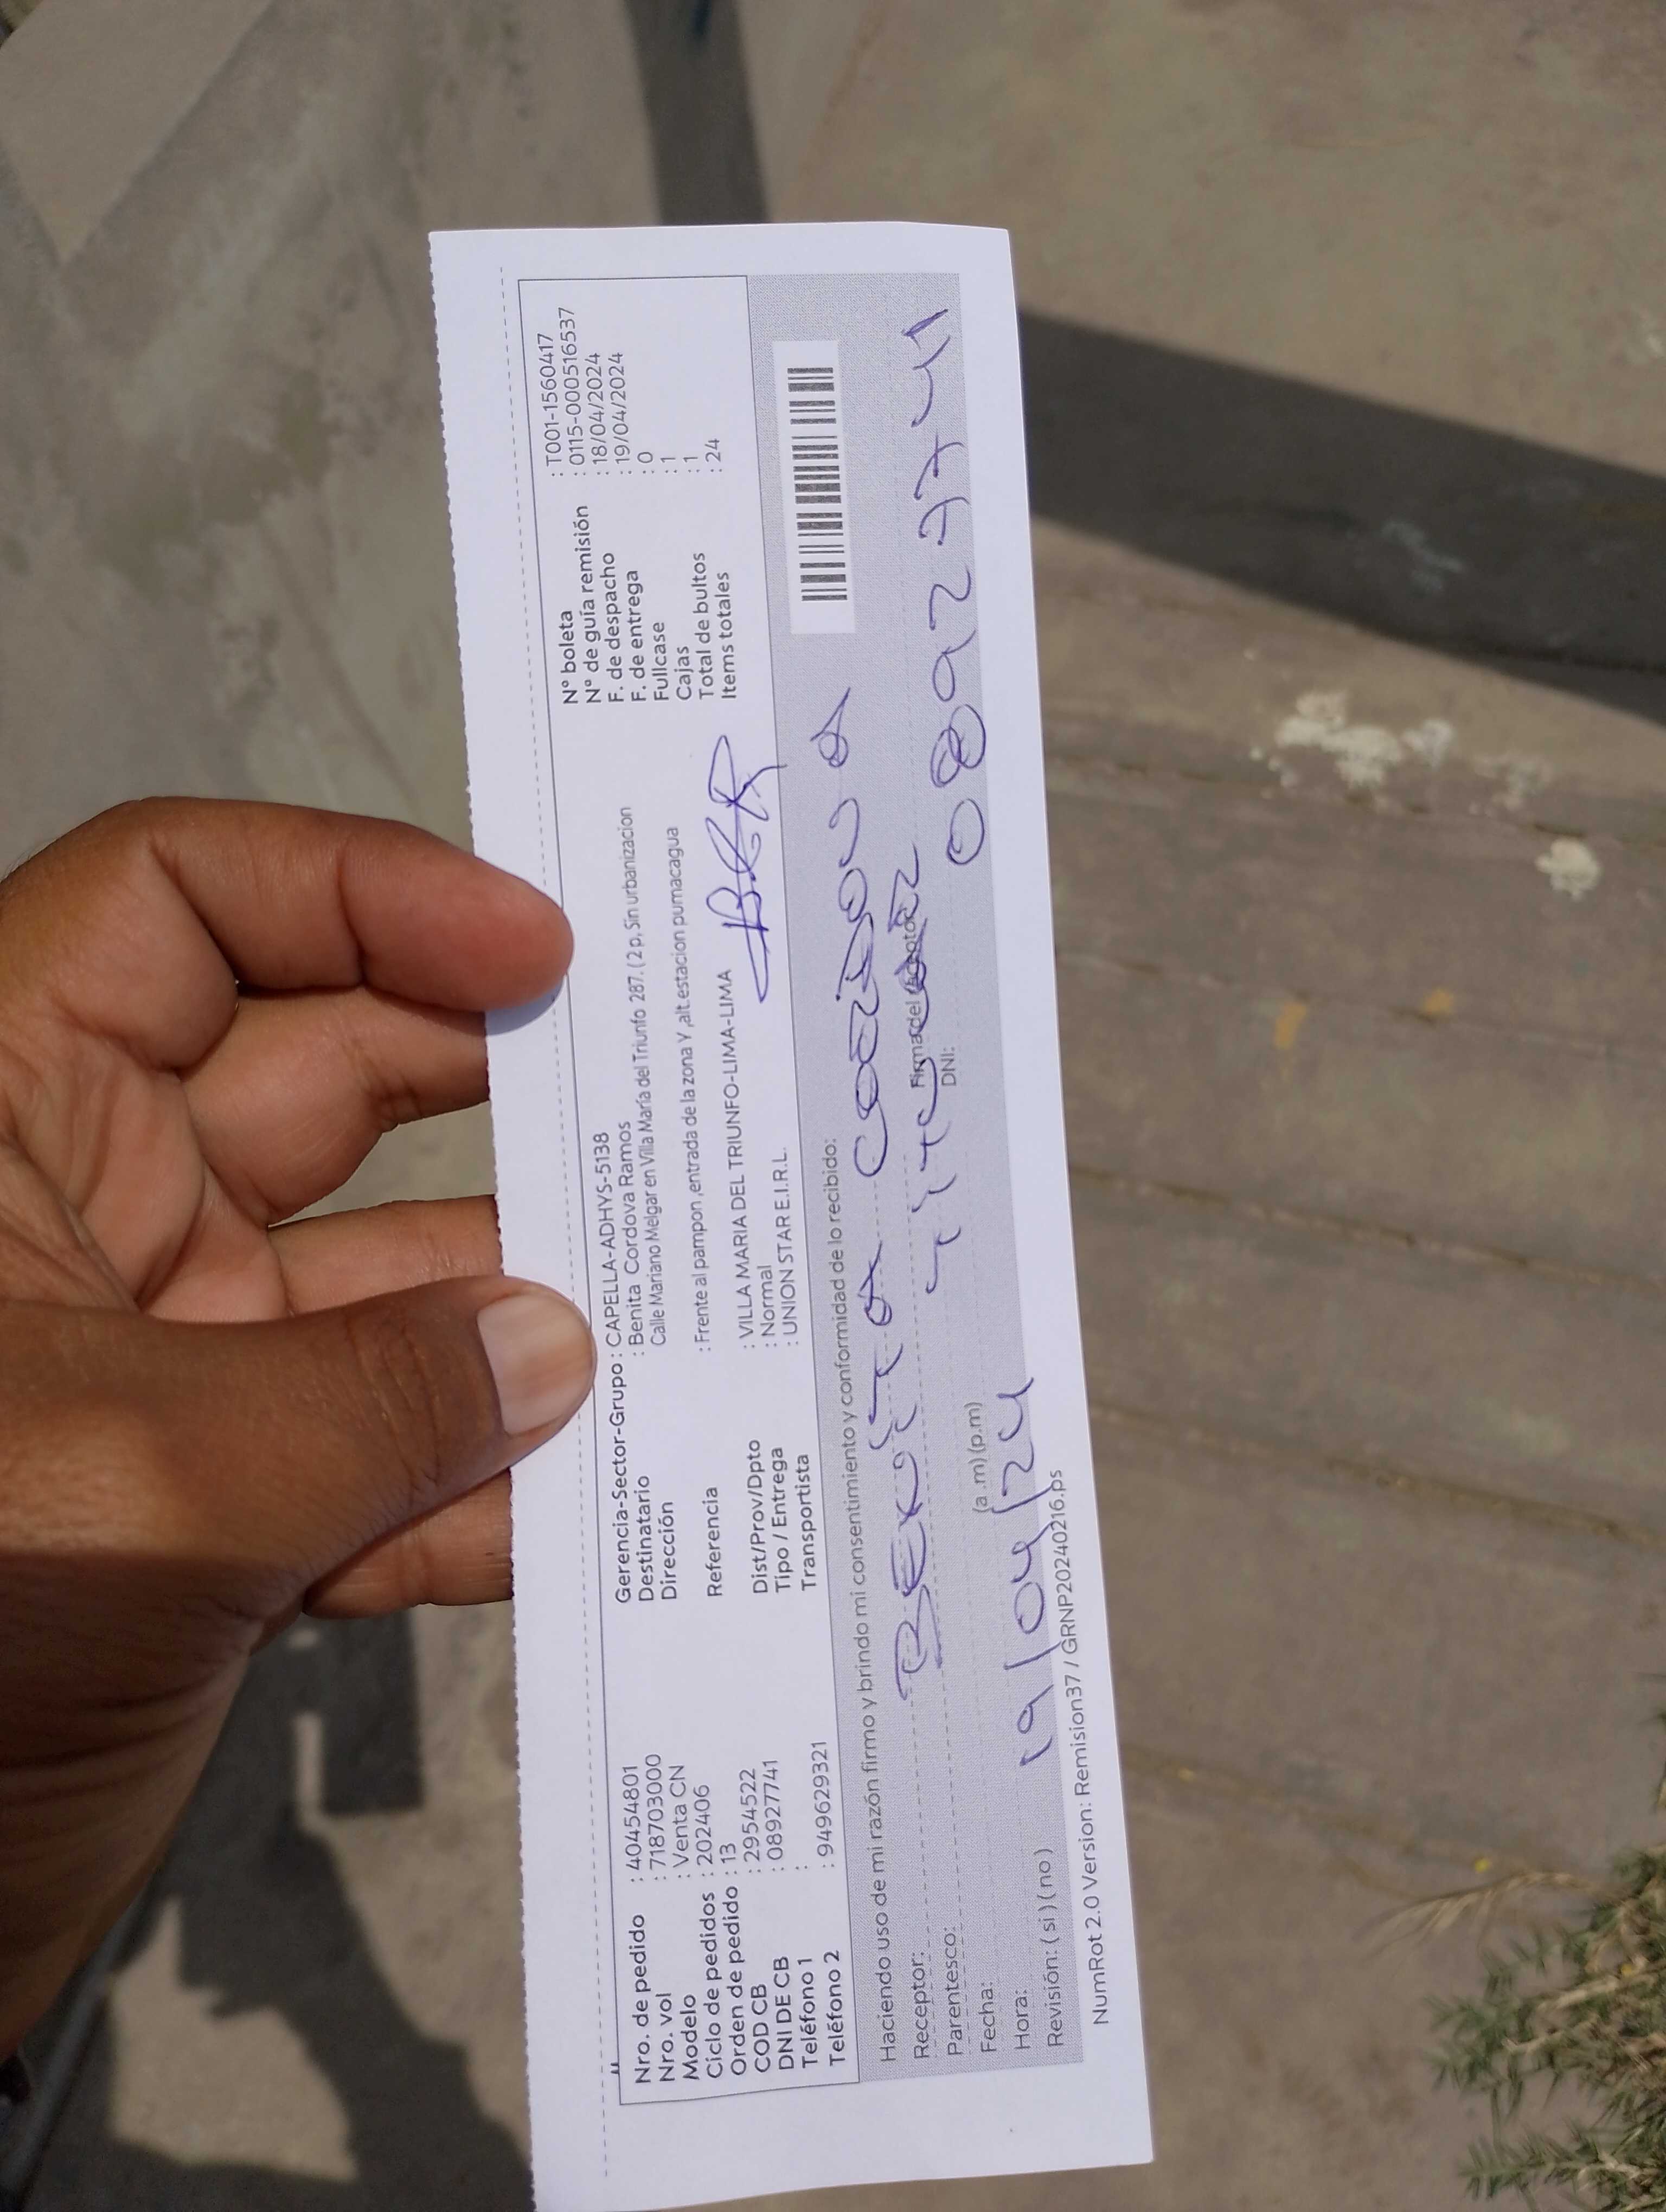 Nro. de pedido : 40454801
Nro. vol : 718703000
Modelo : Venta CN
Ciclo de pedidos : 202406
Orden de pedido : 13
COD CB : 2954522
DNI DE CB : 08927741
Teléfono 1 :
Teléfono 2 : 949629321
Gerencia-Sector-Grupo : CAPELLA-ADHYS-5138
Destinatario : Benita Cordova Ramos
Dirección Calle Mariano Melgar en Villa María del Triunfo 287. (2 p, Sin urbanizacion
Referencia : Frente al pampon ,entrada de la zona Y ,alt.estacion pumacagua
Dist/Prov/Dpto : VILLA MARIA DEL TRIUNFO-LIMA-LIMA
Tipo / Entrega : Normal
Transportista : UNION STAR E.I.R.L.
N° boleta : T001-1560417
N° de guía remisión : 0115-000516537
F. de despacho : 18/04/2024
F. de entrega : 19/04/2024
Fullcase : 0
Cajas : 1
Total de bultos : 1
Items totales : 24
Haciendo uso de mi razón firmo y brindo mi consentimiento y conformidad de lo recibido:
Receptor: BENITA CORDOVA
Parentesco: TITULAR
Firma del receptor
Fecha: (a .m) (p.m)
DNI: 08927741
Hora: 19/04/24
Revisión: ( si ) ( no )
NumRot 2.0 Version: Remision37 / GRNP20240216.ps